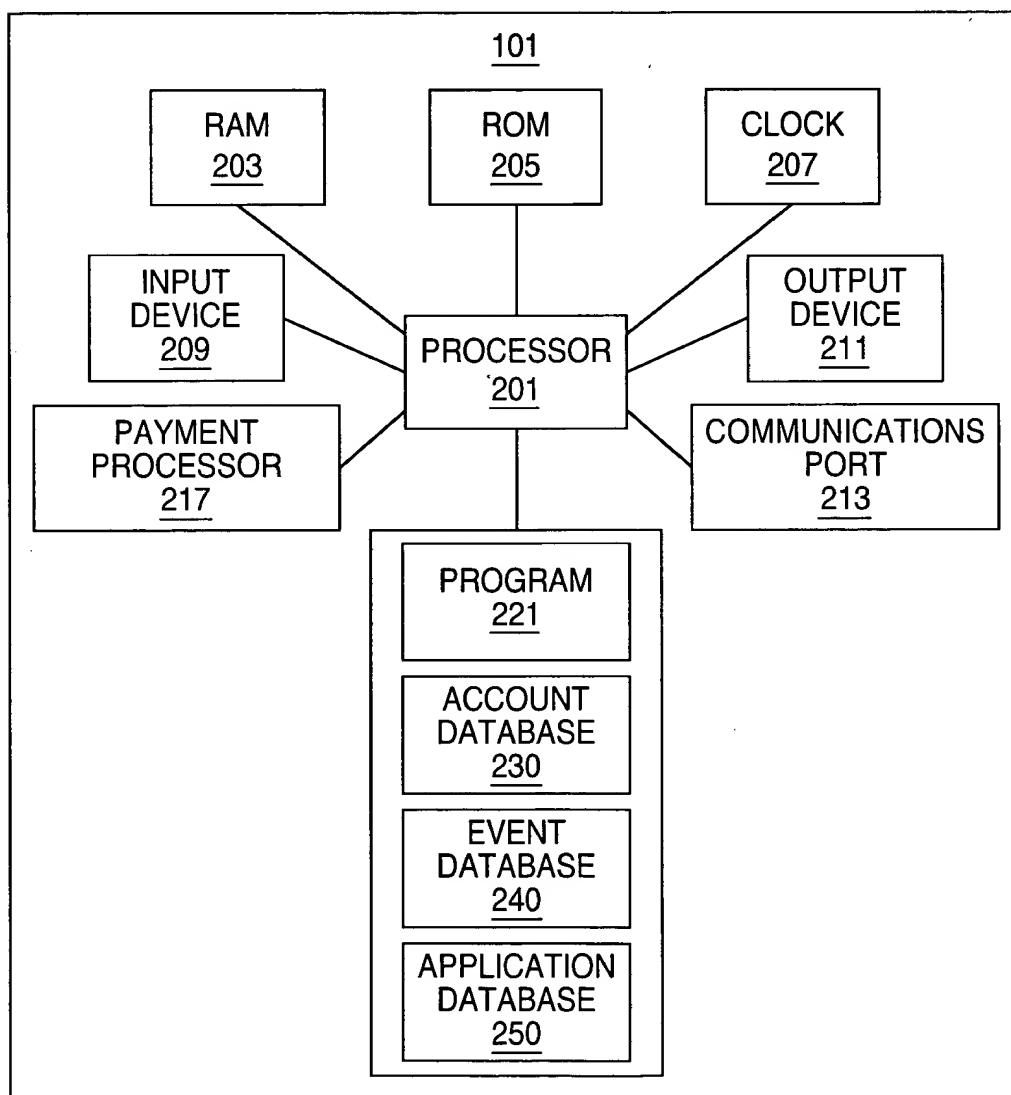 101
RAM
203
ROM
205
CLOCK
207
INPUT
DEVICE
209
PROCESSOR
201
OUTPUT
DEVICE
211
PAYMENT
PROCESSOR
217
COMMUNICATIONS
PORT
213
PROGRAM
221
ACCOUNT
DATABASE
230
EVENT
DATABASE
240
APPLICATION
DATABASE
250